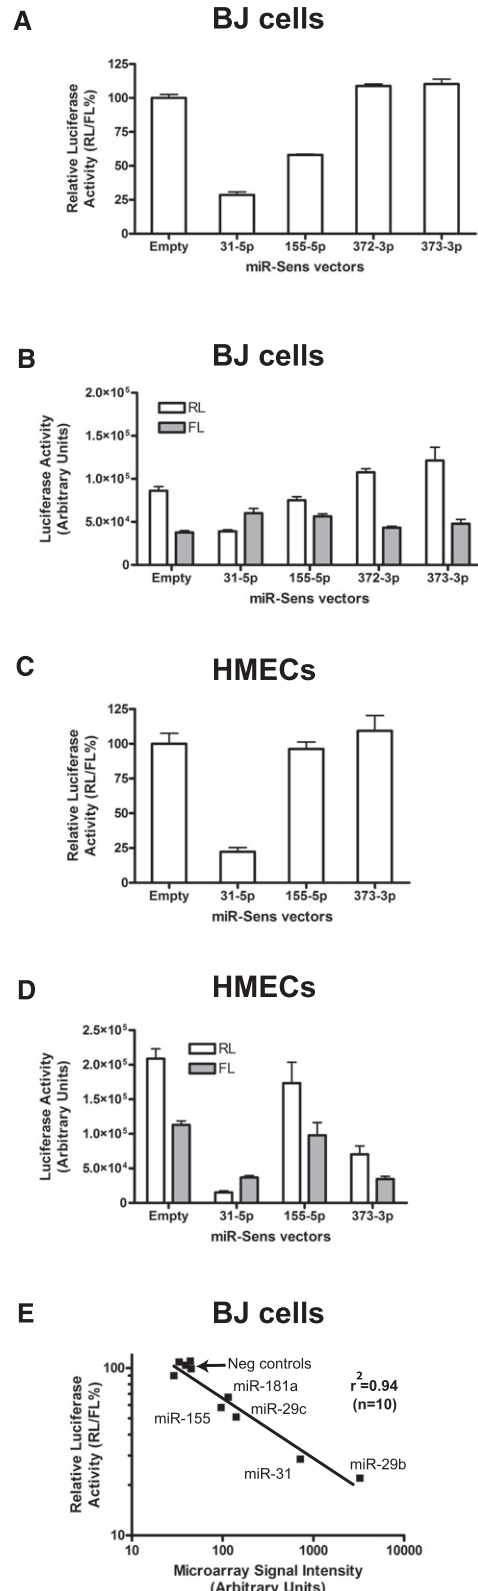 A
BJ cells
Relative Luciferase
Activity (RL/FL%)
125
100
75
50
25
0
Empty 31-5p 155-5p 372-3p 373-3p
miR-Sens vectors
B
BJ cells
Luciferase Activity
(Arbitrary Units)
2.0×10⁵
1.5×10⁵
1.0×10⁵
5.0×10⁴
0
RL
FL
Empty 31-5p 155-5p 372-3p 373-3p
miR-Sens vectors
C
HMECs
Relative Luciferase
Activity (RL/FL%)
125
100
75
50
25
0
Empty 31-5p 155-5p 373-3p
miR-Sens vectors
D
HMECs
Luciferase Activity
(Arbitrary Units)
2.5×10⁵
2.0×10⁵
1.5×10⁵
1.0×10⁵
5.0×10⁴
0
RL
FL
Empty 31-5p 155-5p 373-3p
miR-Sens vectors
E
BJ cells
Relative Luciferase
Activity (RL/FL%)
100
10
Neg controls
miR-181a
miR-29c
miR-155
miR-31
miR-29b
r²=0.94
(n=10)
10 100 1000 10000
Microarray Signal Intensity
(Arbitrary Units)